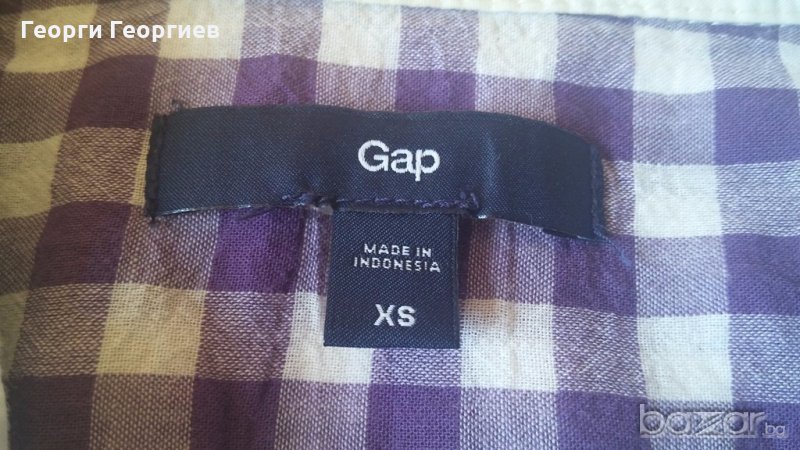 Георги Георгиев
Gap
MADE IN
INDONESIA
XS
bazar.bg